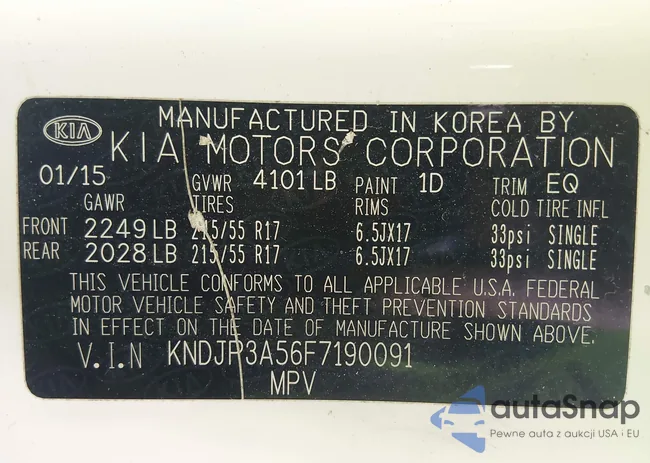 KIA
MANUFACTURED IN KOREA BY
KIA MOTORS CORPORATION
01/15 GVWR 4101 LB PAINT 1D TRIM EQ
GAWR TIRES RIMS COLD TIRE INFL
FRONT 2249 LB 215/55 R17 6.5JX17 33psi SINGLE
REAR 2028 LB 215/55 R17 6.5JX17 33psi SINGLE
THIS VEHICLE CONFORMS TO ALL APPLICABLE U.S.A. FEDERAL
MOTOR VEHICLE SAFETY AND THEFT PREVENTION STANDARDS
IN EFFECT ON THE DATE OF MANUFACTURE SHOWN ABOVE.
V.I.N KNDJP3A56F7190091
MPV
autaSnap
Pewne auta z aukcji USA i EU